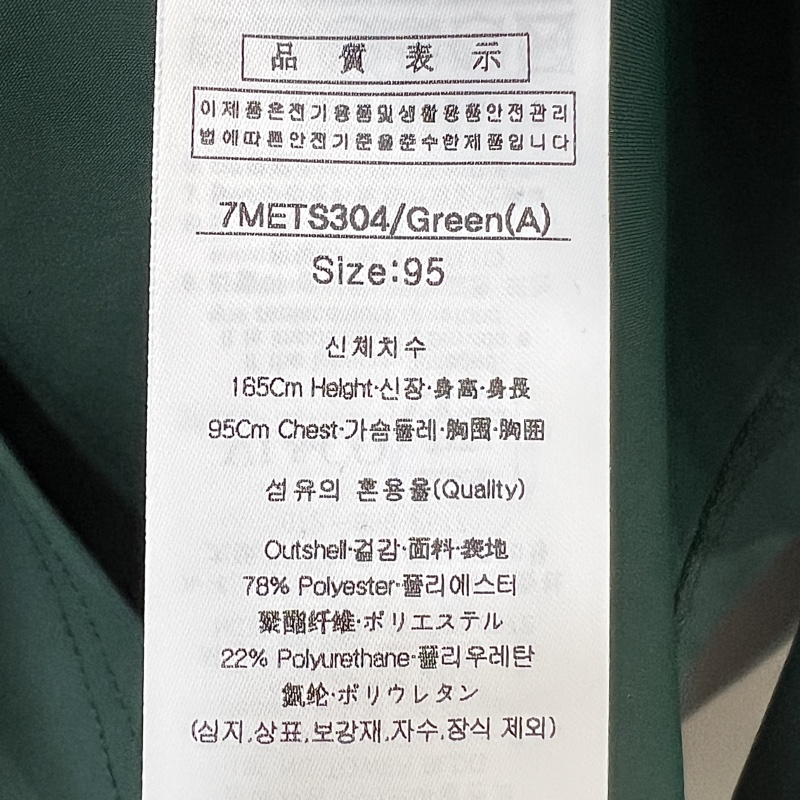 品質表示
이제품은전기용품및생활용품안전관리
법에따른안전기준을준수한제품입니다
7METS304/Green(A)
Size:95
신체치수
165Cm Height·신장·身高·身長
95Cm Chest·가슴둘레·胸围·胸囲
섬유의 혼용율(Quality)
Outshell·겉감·面料·表地
78% Polyester·폴리에스터
聚酯纤维·ポリエステル
22% Polyurethane·폴리우레탄
氨纶·ポリウレタン
(심지,상표,보강재,자수,장식 제외)